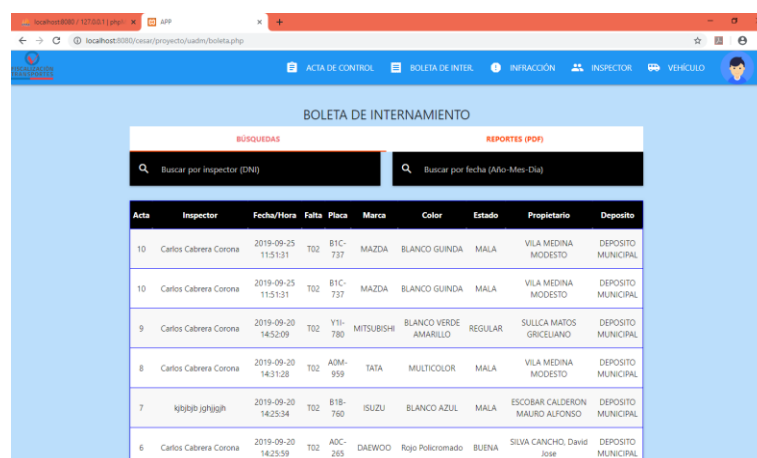 localhost:8080 / 127.0.0.1 | php
APP
localhost:8080/cesar/proyecto/uadm/boleta.php
FISCALIZACIÓN
TRANSPORTES
ACTA DE CONTROL
BOLETA DE INTER.
INFRACCIÓN
INSPECTOR
VEHÍCULO
BOLETA DE INTERNAMIENTO
BÚSQUEDAS
REPORTES (PDF)
Buscar por inspector (DNI)
Buscar por fecha (Año-Mes-Dia)
Acta Inspector Fecha/Hora Falta Placa Marca Color Estado Propietario Deposito
10 Carlos Cabrera Corona 2019-09-25 11:51:31 T02 B1C-737 MAZDA BLANCO GUINDA MALA VILA MEDINA MODESTO DEPOSITO MUNICIPAL
10 Carlos Cabrera Corona 2019-09-25 11:51:31 T02 B1C-737 MAZDA BLANCO GUINDA MALA VILA MEDINA MODESTO DEPOSITO MUNICIPAL
9 Carlos Cabrera Corona 2019-09-20 14:52:09 T02 Y1I-780 MITSUBISHI BLANCO VERDE AMARILLO REGULAR SULLCA MATOS GRICELIANO DEPOSITO MUNICIPAL
8 Carlos Cabrera Corona 2019-09-20 14:31:28 T02 A0M-959 TATA MULTICOLOR MALA VILA MEDINA MODESTO DEPOSITO MUNICIPAL
7 kjbjbjb jghjjgjh 2019-09-20 14:25:34 T02 B1B-760 ISUZU BLANCO AZUL MALA ESCOBAR CALDERON MAURO ALFONSO DEPOSITO MUNICIPAL
6 Carlos Cabrera Corona 2019-09-20 14:25:59 T02 A0C-265 DAEWOO Rojo Policromado BUENA SILVA CANCHO, David Jose DEPOSITO MUNICIPAL